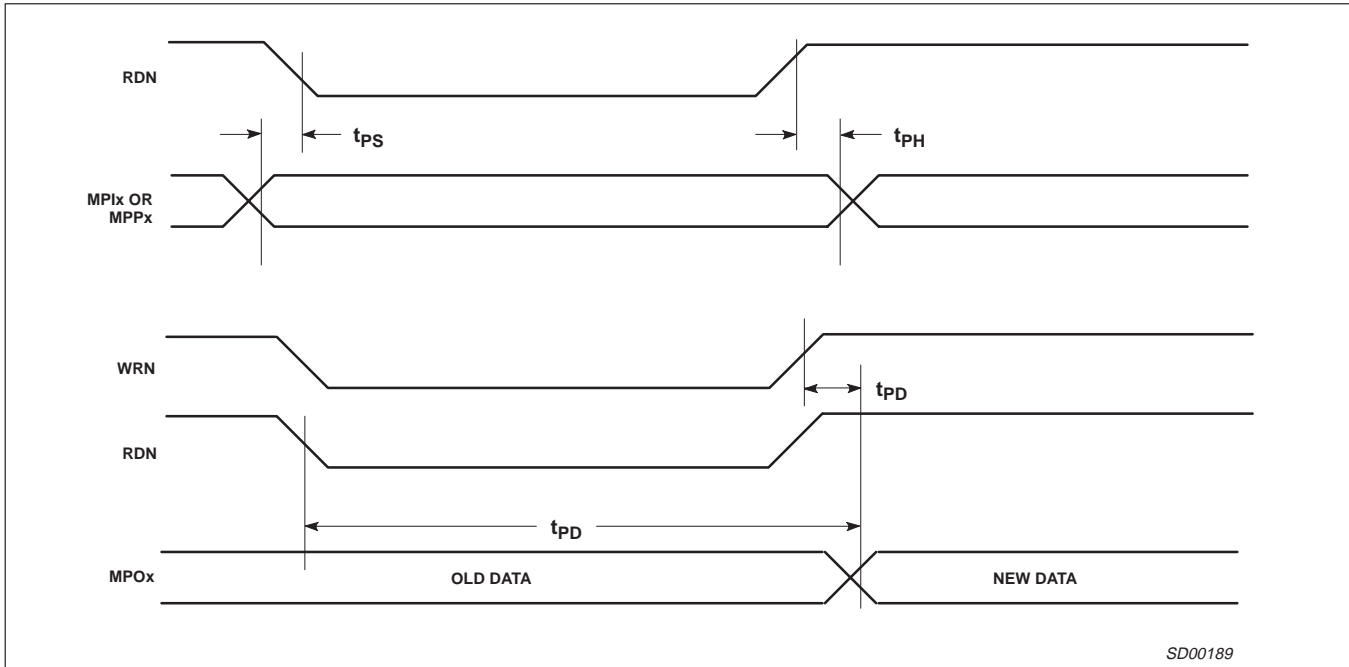 RDN
tPS
tPH
MPIx OR
MPPx
WRN
tPD
RDN
tPD
MPOx
OLD DATA
NEW DATA
SD00189